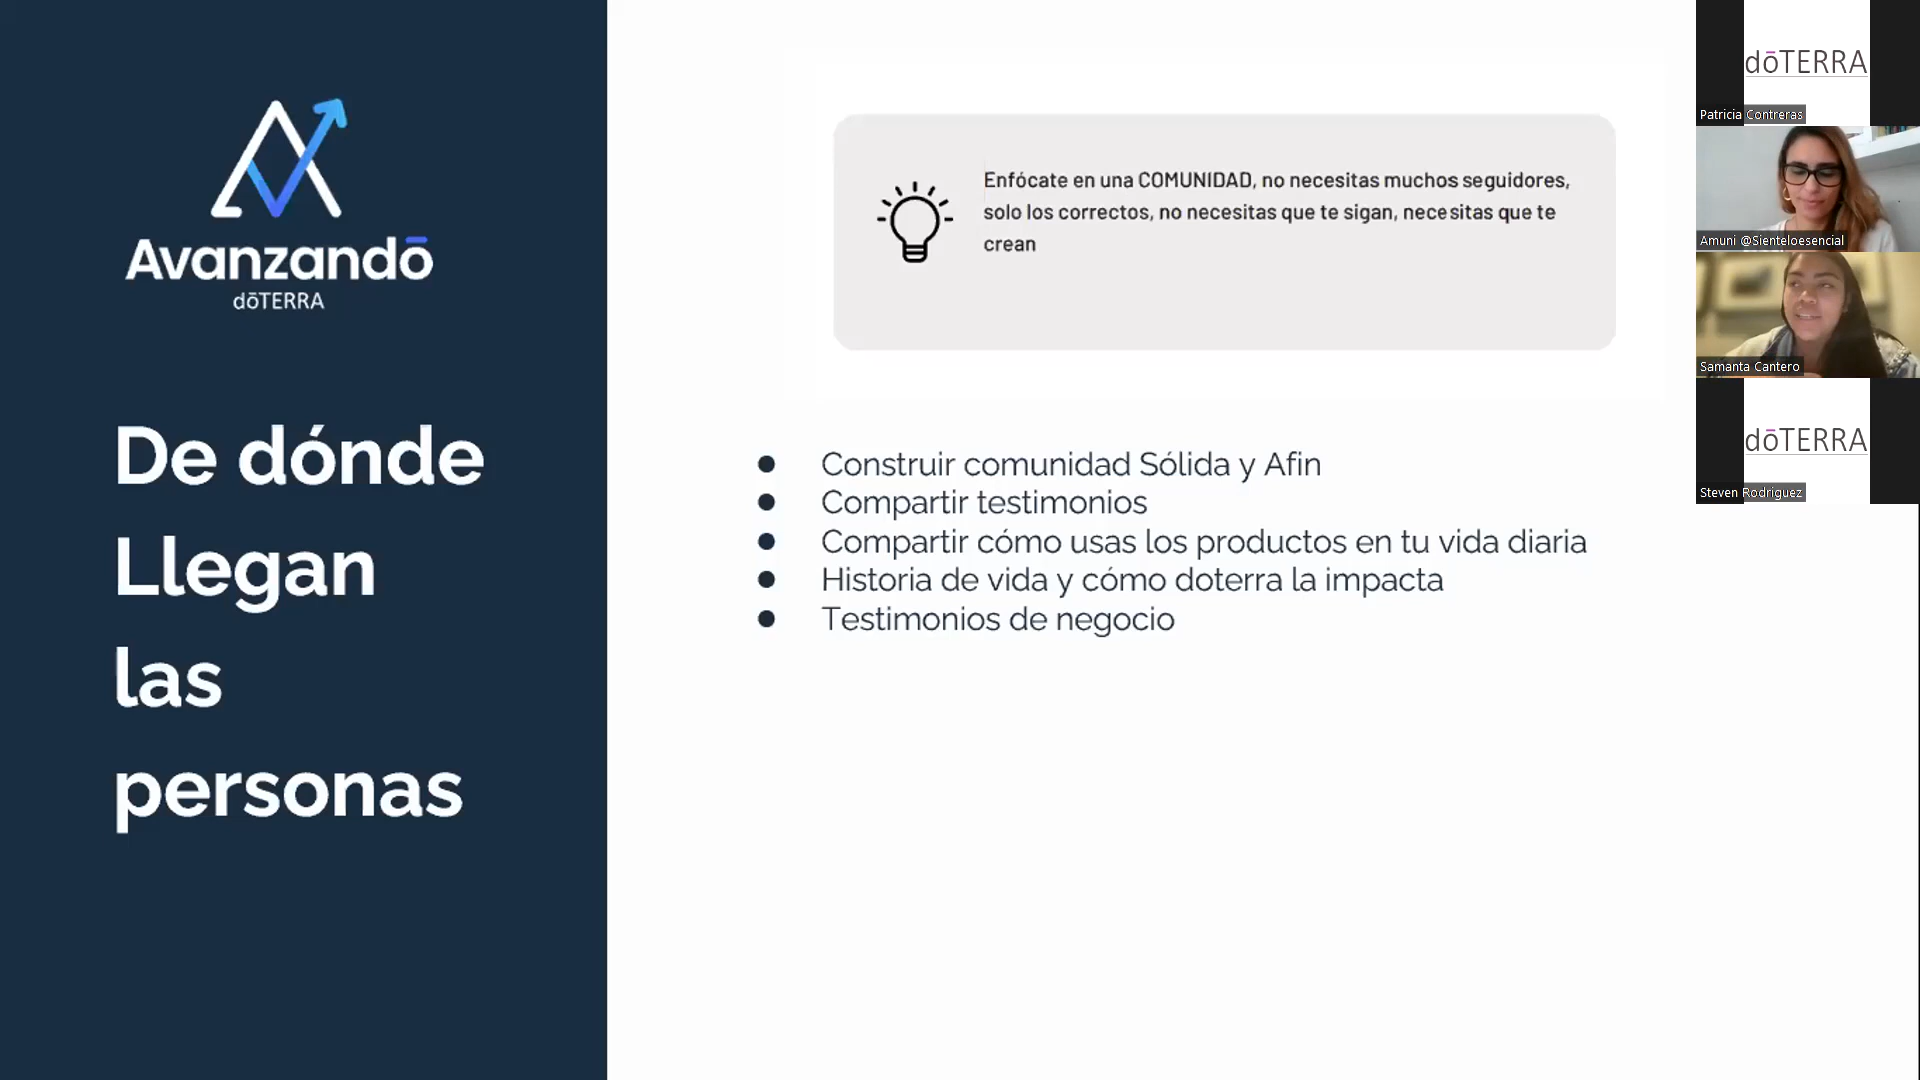 Avanzandō
dōTERRA
De dónde
Llegan
las
personas
Enfócate en una COMUNIDAD, no necesitas muchos seguidores,
solo los correctos, no necesitas que te sigan, necesitas que te
crean
● Construir comunidad Sólida y Afin
● Compartir testimonios
● Compartir cómo usas los productos en tu vida diaria
● Historia de vida y cómo doterra la impacta
● Testimonios de negocio
dōTERRA
Patricia Contreras
Amuni @Sienteloesencial
Samanta Cantero
dōTERRA
Steven Rodriguez